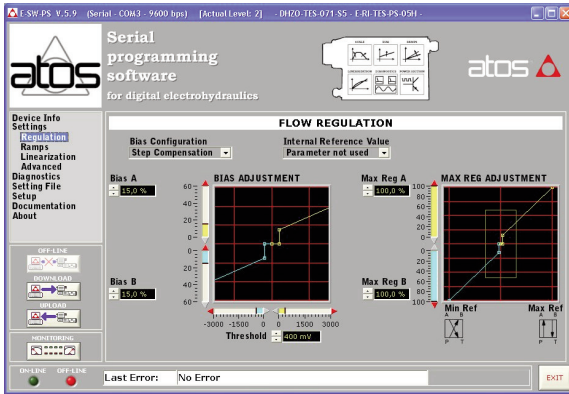 E-SW-PS V.5.9 (Serial - COM3 - 9600 bps) [Actual Level: 2] - DHZO-TES-071-S5 - E-RI-TES-PS-05H -
atos
Serial
programming
software
for digital electrohydraulics
atos
Device Info
Settings
Regulation
Ramps
Linearization
Advanced
Diagnostics
Setting File
Setup
Documentation
About
FLOW REGULATION
Bias Configuration
Step Compensation
Internal Reference Value
Parameter not used
Bias A
15,0 %
BIAS ADJUSTMENT
60
40
20
0
0
20
40
60
Bias B
15,0 %
-3000 -1500 0 0 1500 3000
Threshold 400 mV
Max Reg A
100,0 %
MAX REG ADJUSTMENT
100
80
60
40
20
0
0
20
40
60
80
100
Max Reg B
100,0 %
Min Ref
A B
P T
Max Ref
A B
P T
OFF-LINE
DOWNLOAD
UPLOAD
MONITORING
ON-LINE OFF-LINE
Last Error: No Error
EXIT